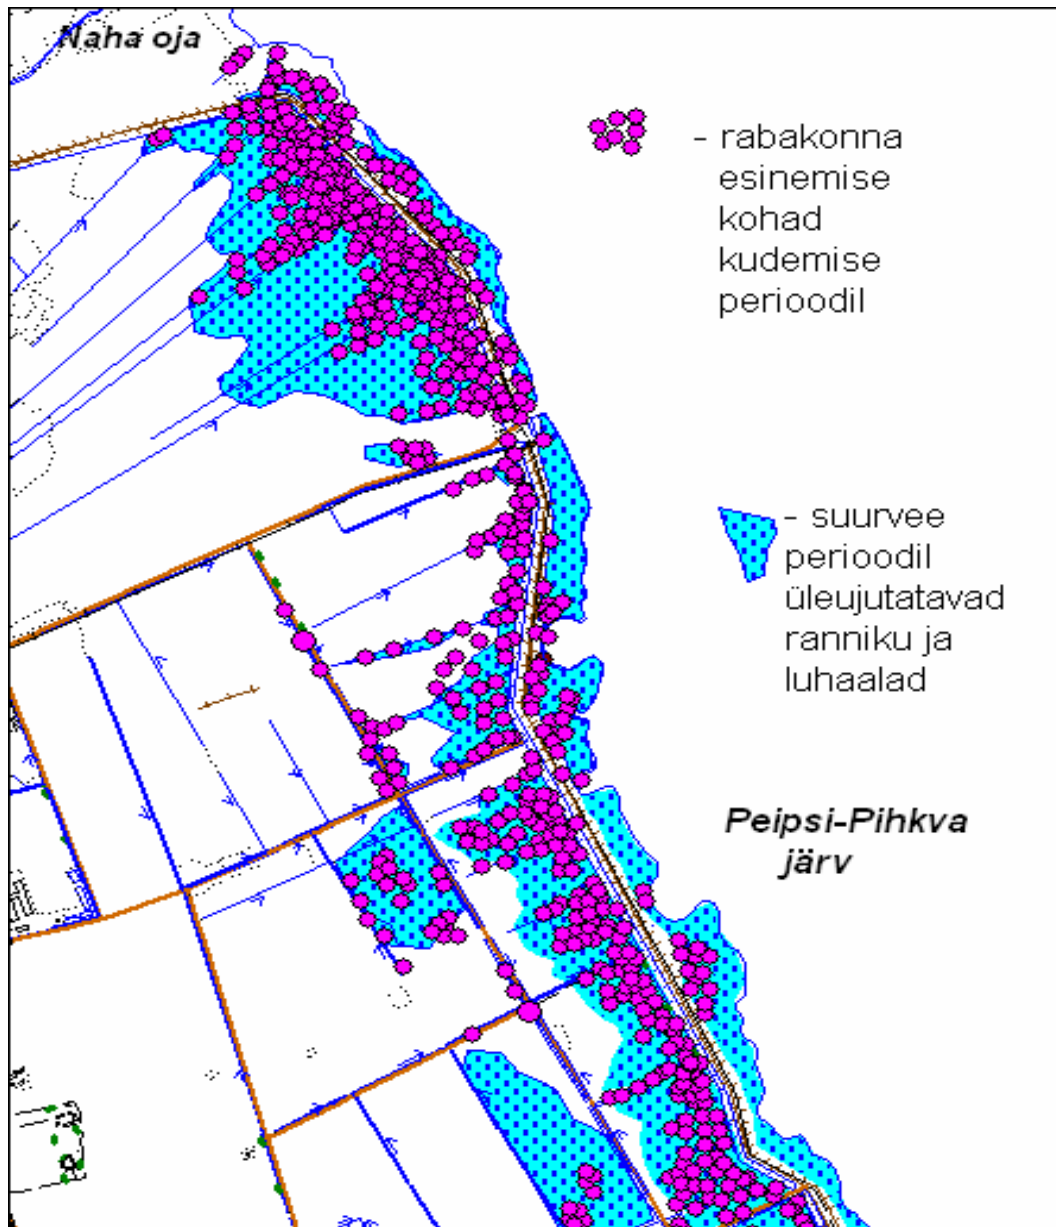 Naha oja
- rabakonna
esinemise
kohad
kudemise
perioodil
- suurvee
perioodil
üleujutatavad
ranniku ja
luhaalad
Peipsi-Pihkva
järv